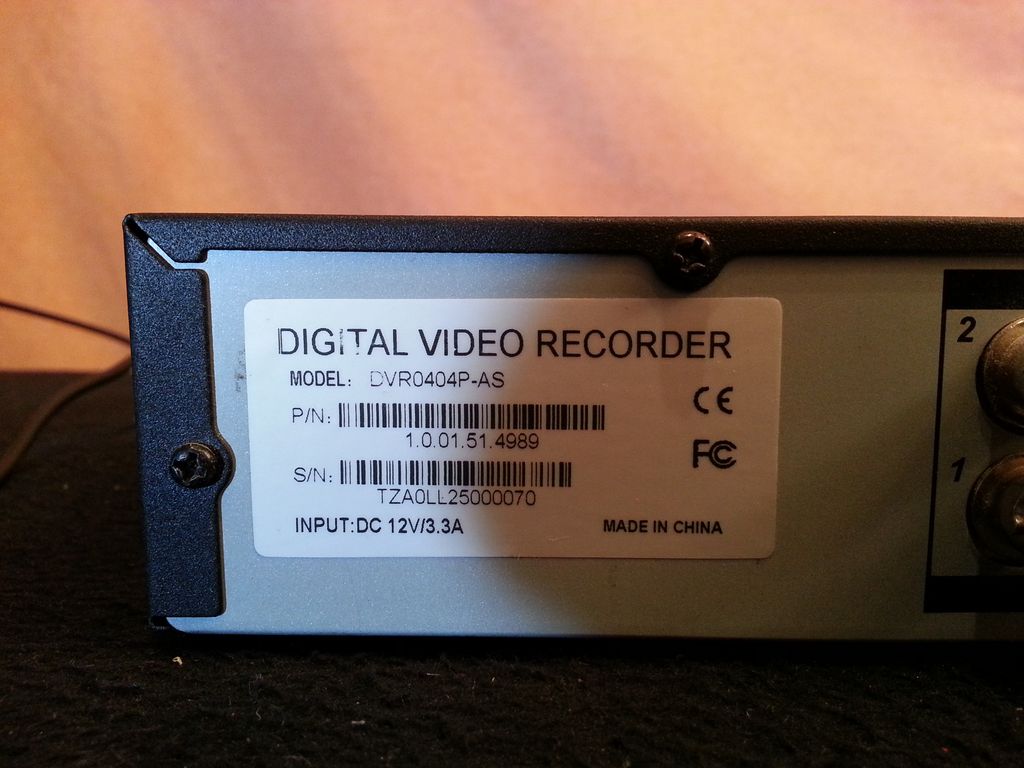 DIGITAL VIDEO RECORDER
MODEL: DVR0404P-AS
P/N:
1.0.01.51.4989
S/N:
TZA0LL25000070
INPUT:DC 12V/3.3A
MADE IN CHINA
CE
FC
2
1